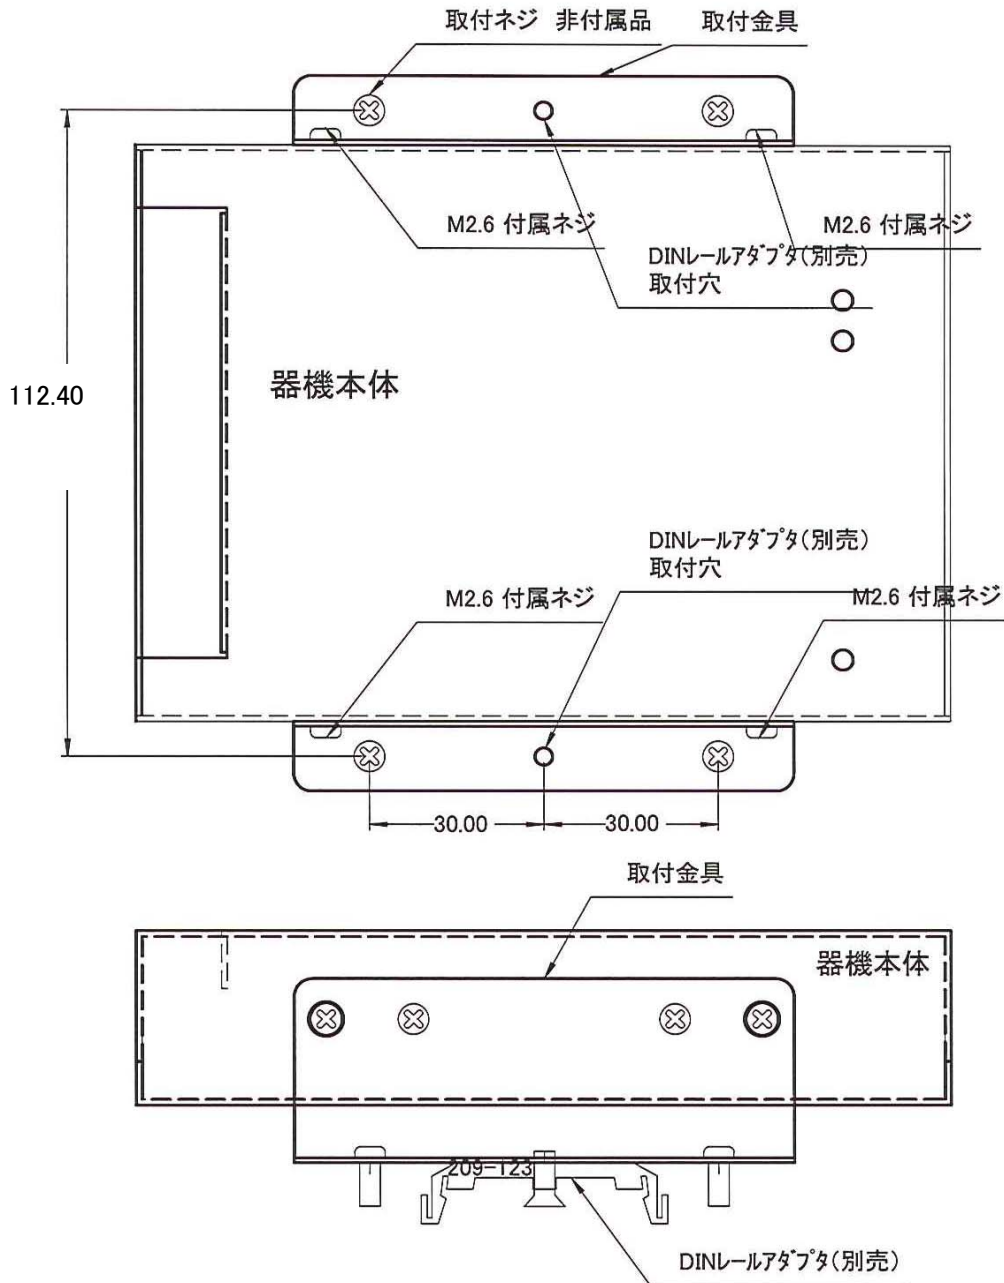 取付ネジ 非付属品
取付金具
M2.6 付属ネジ
M2.6 付属ネジ
DINレールアダプタ(別売)
取付穴
112.40
器機本体
DINレールアダプタ(別売)
取付穴
M2.6 付属ネジ
M2.6 付属ネジ
30.00
30.00
取付金具
器機本体
209-123
DINレールアダプタ(別売)